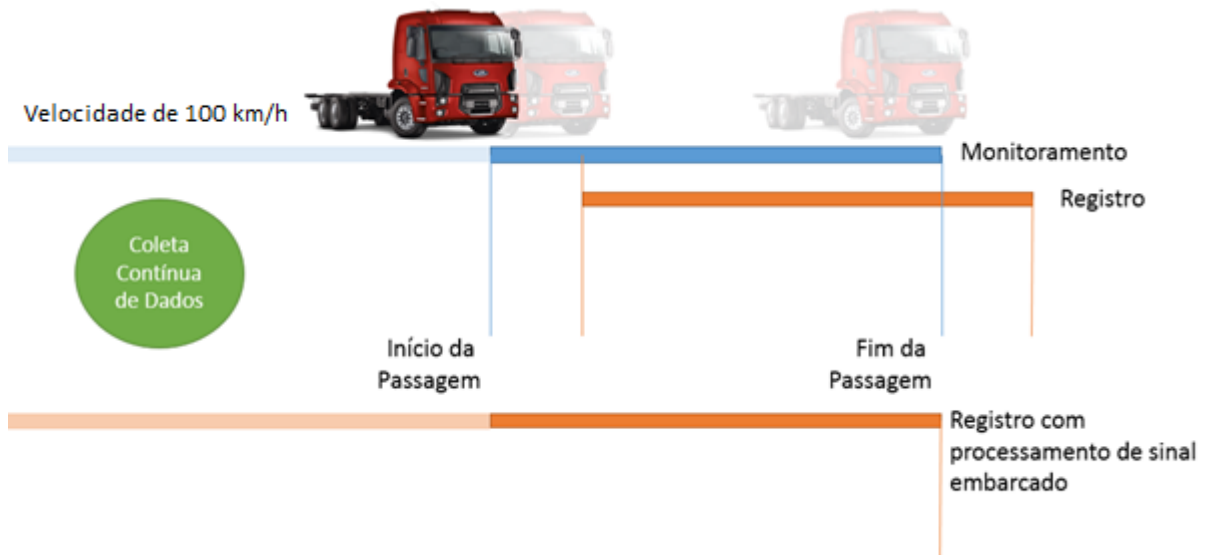 Velocidade de 100 km/h
Monitoramento
Registro
Coleta
Contínua
de Dados
Início da
Passagem
Fim da
Passagem
Registro com
processamento de sinal
embarcado